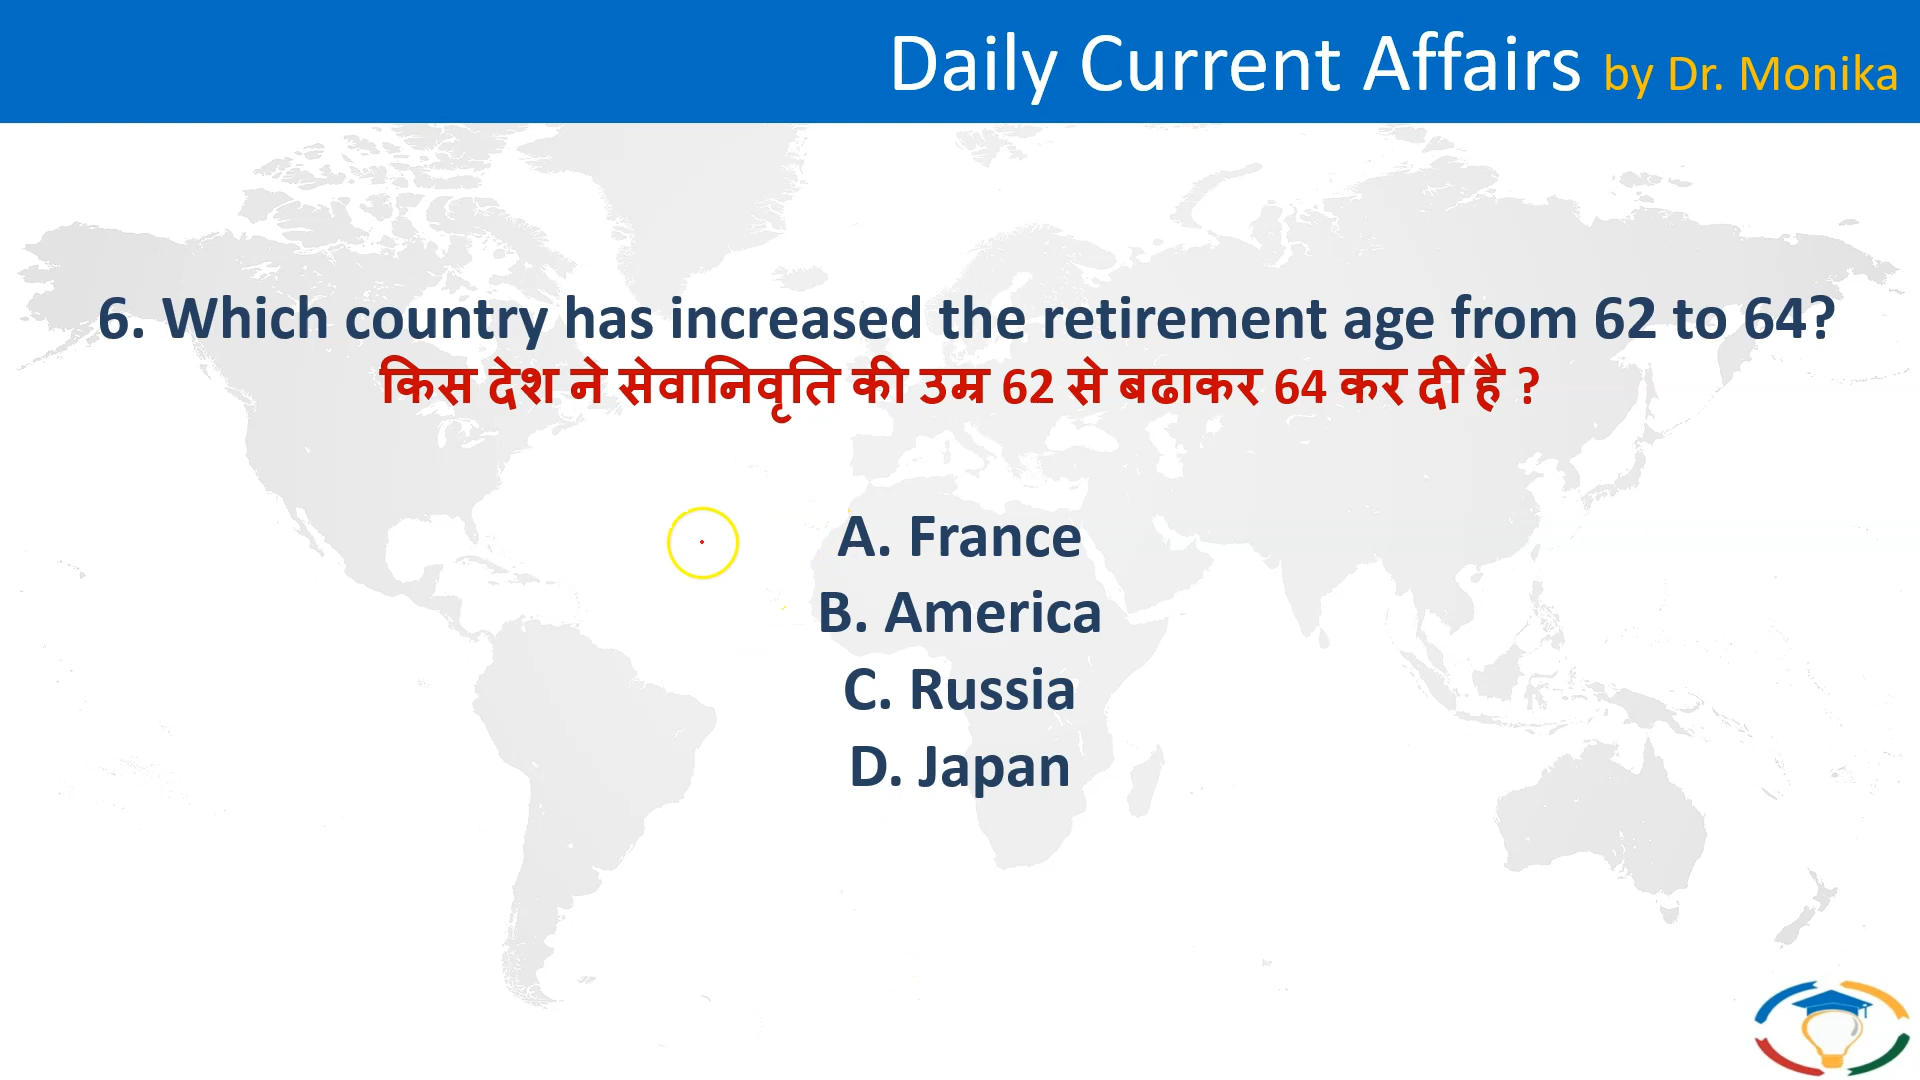 Daily Current Affairs by Dr. Monika
6. Which country has increased the retirement age from 62 to 64?
किस देश ने सेवानिवृति की उम्र 62 से बढाकर 64 कर दी है ?
A. France
B. America
C. Russia
D. Japan